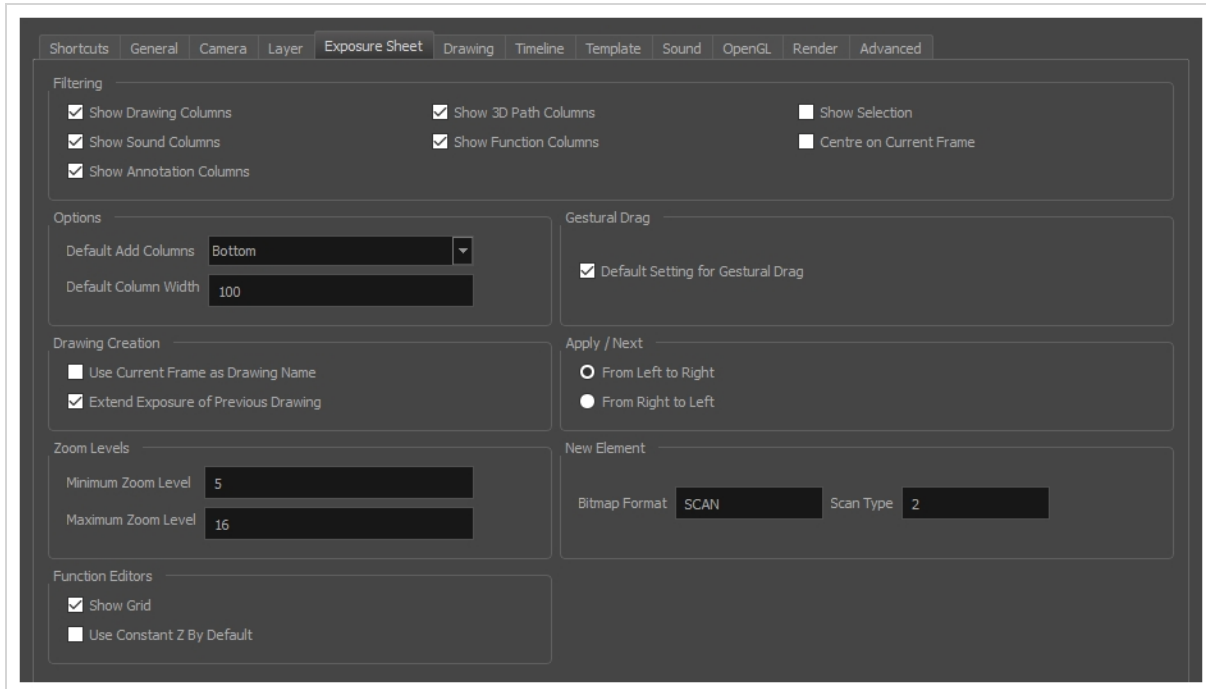 Shortcuts General Camera Layer Exposure Sheet Drawing Timeline Template Sound OpenGL Render Advanced
Filtering
Show Drawing Columns Show 3D Path Columns Show Selection
Show Sound Columns Show Function Columns Centre on Current Frame
Show Annotation Columns
Options
Default Add Columns Bottom
Default Column Width 100
Gestural Drag
Default Setting for Gestural Drag
Drawing Creation
Use Current Frame as Drawing Name
Extend Exposure of Previous Drawing
Apply / Next
From Left to Right
From Right to Left
Zoom Levels
Minimum Zoom Level 5
Maximum Zoom Level 16
New Element
Bitmap Format SCAN Scan Type 2
Function Editors
Show Grid
Use Constant Z By Default